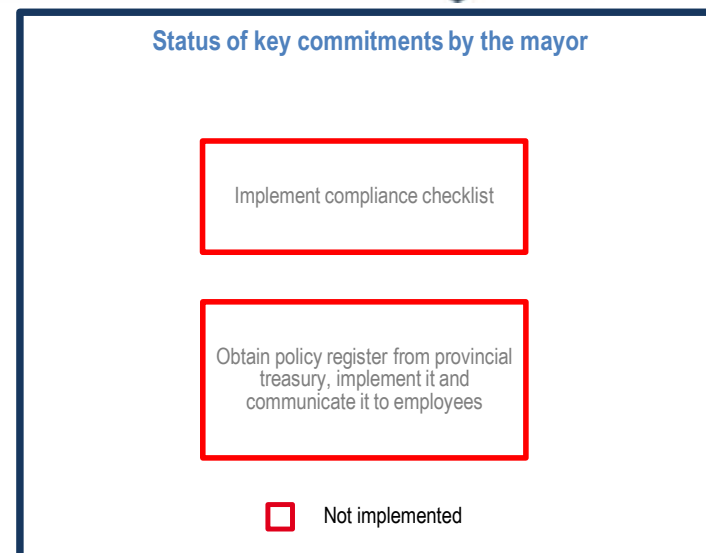 Status of key commitments by the mayor
Implement compliance checklist
Obtain policy register from provincial
treasury, implement it and
communicate it to employees
Not implemented